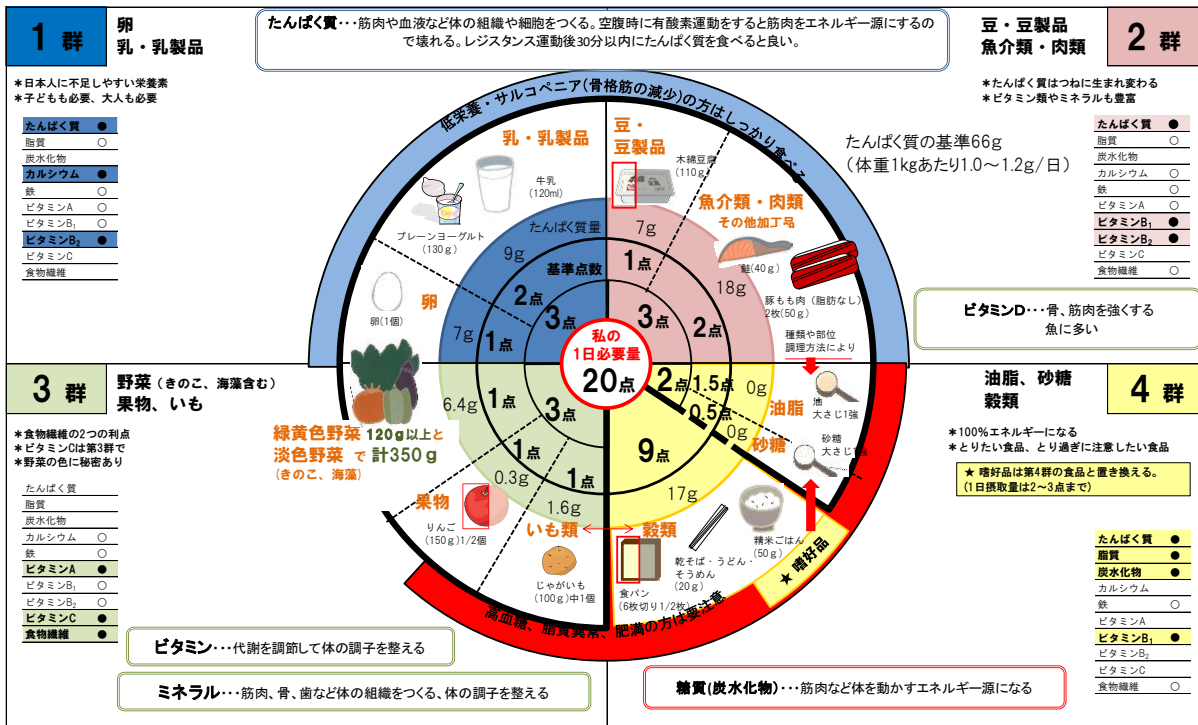 1 群
卵
乳・乳製品
たんぱく質･･･筋肉や血液など体の組織や細胞をつくる。空腹時に有酸素運動をすると筋肉をエネルギー源にするの
で壊れる。レジスタンス運動後30分以内にたんぱく質を食べると良い。
豆・豆製品
魚介類・肉類
2 群
＊日本人に不足しやすい栄養素
＊子どもも必要、大人も必要
たんぱく質 ●
脂質 ○
炭水化物
カルシウム ●
鉄 ○
ビタミンA ○
ビタミンB₁ ○
ビタミンB₂ ●
ビタミンC
食物繊維
＊たんぱく質はつねに生まれ変わる
＊ビタミン類やミネラルも豊富
たんぱく質の基準66g
(体重1kgあたり1.0～1.2g/日)
たんぱく質 ●
脂質 ○
炭水化物
カルシウム ○
鉄 ○
ビタミンA ○
ビタミンB₁ ●
ビタミンB₂ ●
ビタミンC
食物繊維 ○
ビタミンD･･･骨、筋肉を強くする
魚に多い
低栄養・サルコペニア(骨格筋の減少)の方はしっかり食べる
乳・乳製品
牛乳
(120ml)
プレーンヨーグルト
(130g)
卵
卵(1個)
豆・
豆製品
木綿豆腐
(110g)
魚介類・肉類
その他加工品
鮭(40g)
豚もも肉（脂肪なし）
2枚(50g)
種類や部位
調理方法により
たんぱく質量
9g
7g
基準点数
2点
1点
3点
7g
18g
1点
2点
3点
私の
1日必要量
20点
3 群
野菜（きのこ、海藻含む）
果物、いも
＊食物繊維の2つの利点
＊ビタミンCは第3群で
＊野菜の色に秘密あり
たんぱく質
脂質
炭水化物
カルシウム ○
鉄 ○
ビタミンA ●
ビタミンB₁ ○
ビタミンB₂ ○
ビタミンC ●
食物繊維 ●
緑黄色野菜 120g以上と
淡色野菜 で 計350g
(きのこ、海藻)
6.4g
1点
3点
1点
1点
0.3g
1.6g
果物
りんご
(150g)1/2個
いも類
じゃがいも
(100g)中1個
2点
1.5点
0.5点
0g
0g
9点
17g
油脂
油
大さじ1強
砂糖
砂糖
大さじ1強
穀類
食パン
(6枚切り1/2枚)
乾そば・うどん・
そうめん
(20g)
精米ごはん
(50g)
★ 嗜好品
高血糖、脂質異常、肥満の方は要注意
油脂、砂糖
穀類
4 群
＊100%エネルギーになる
＊とりたい食品、とり過ぎに注意したい食品
★ 嗜好品は第4群の食品と置き換える。
(1日摂取量は2～3点まで)
たんぱく質 ●
脂質 ●
炭水化物 ●
カルシウム
鉄 ○
ビタミンA
ビタミンB₁ ●
ビタミンB₂
ビタミンC
食物繊維 ○
ビタミン･･･代謝を調節して体の調子を整える
ミネラル･･･筋肉、骨、歯など体の組織をつくる、体の調子を整える
糖質(炭水化物)･･･筋肉など体を動かすエネルギー源になる